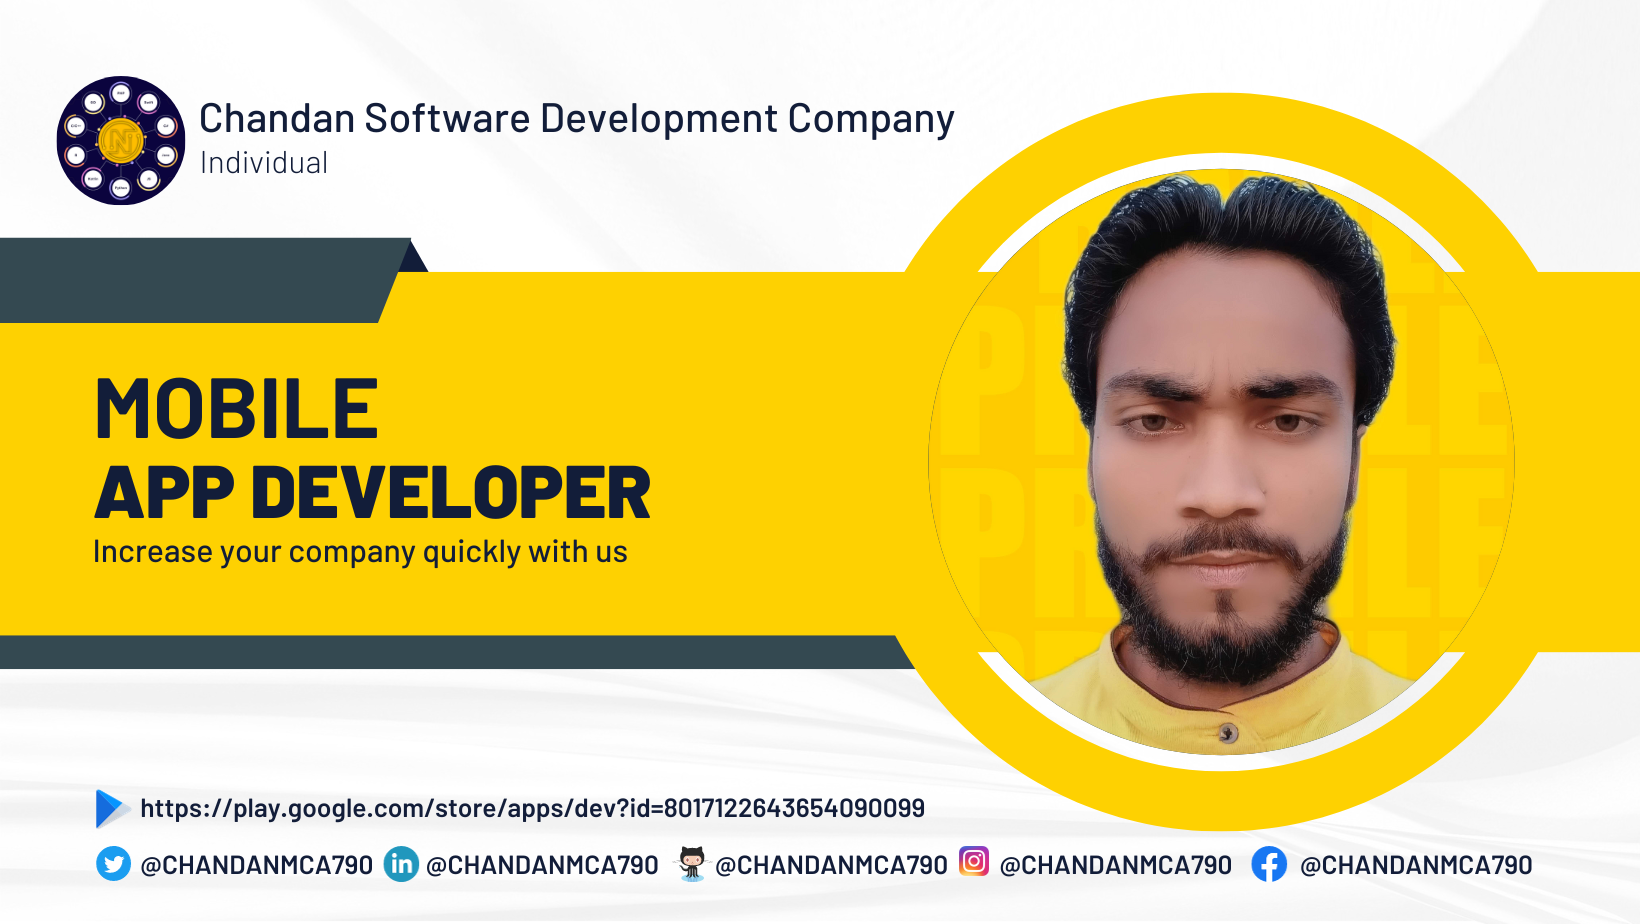 Chandan Software Development Company
Individual
MOBILE
APP DEVELOPER
Increase your company quickly with us
https://play.google.com/store/apps/dev?id=8017122643654090099
@CHANDANMCA790 @CHANDANMCA790 @CHANDANMCA790 @CHANDANMCA790 @CHANDANMCA790